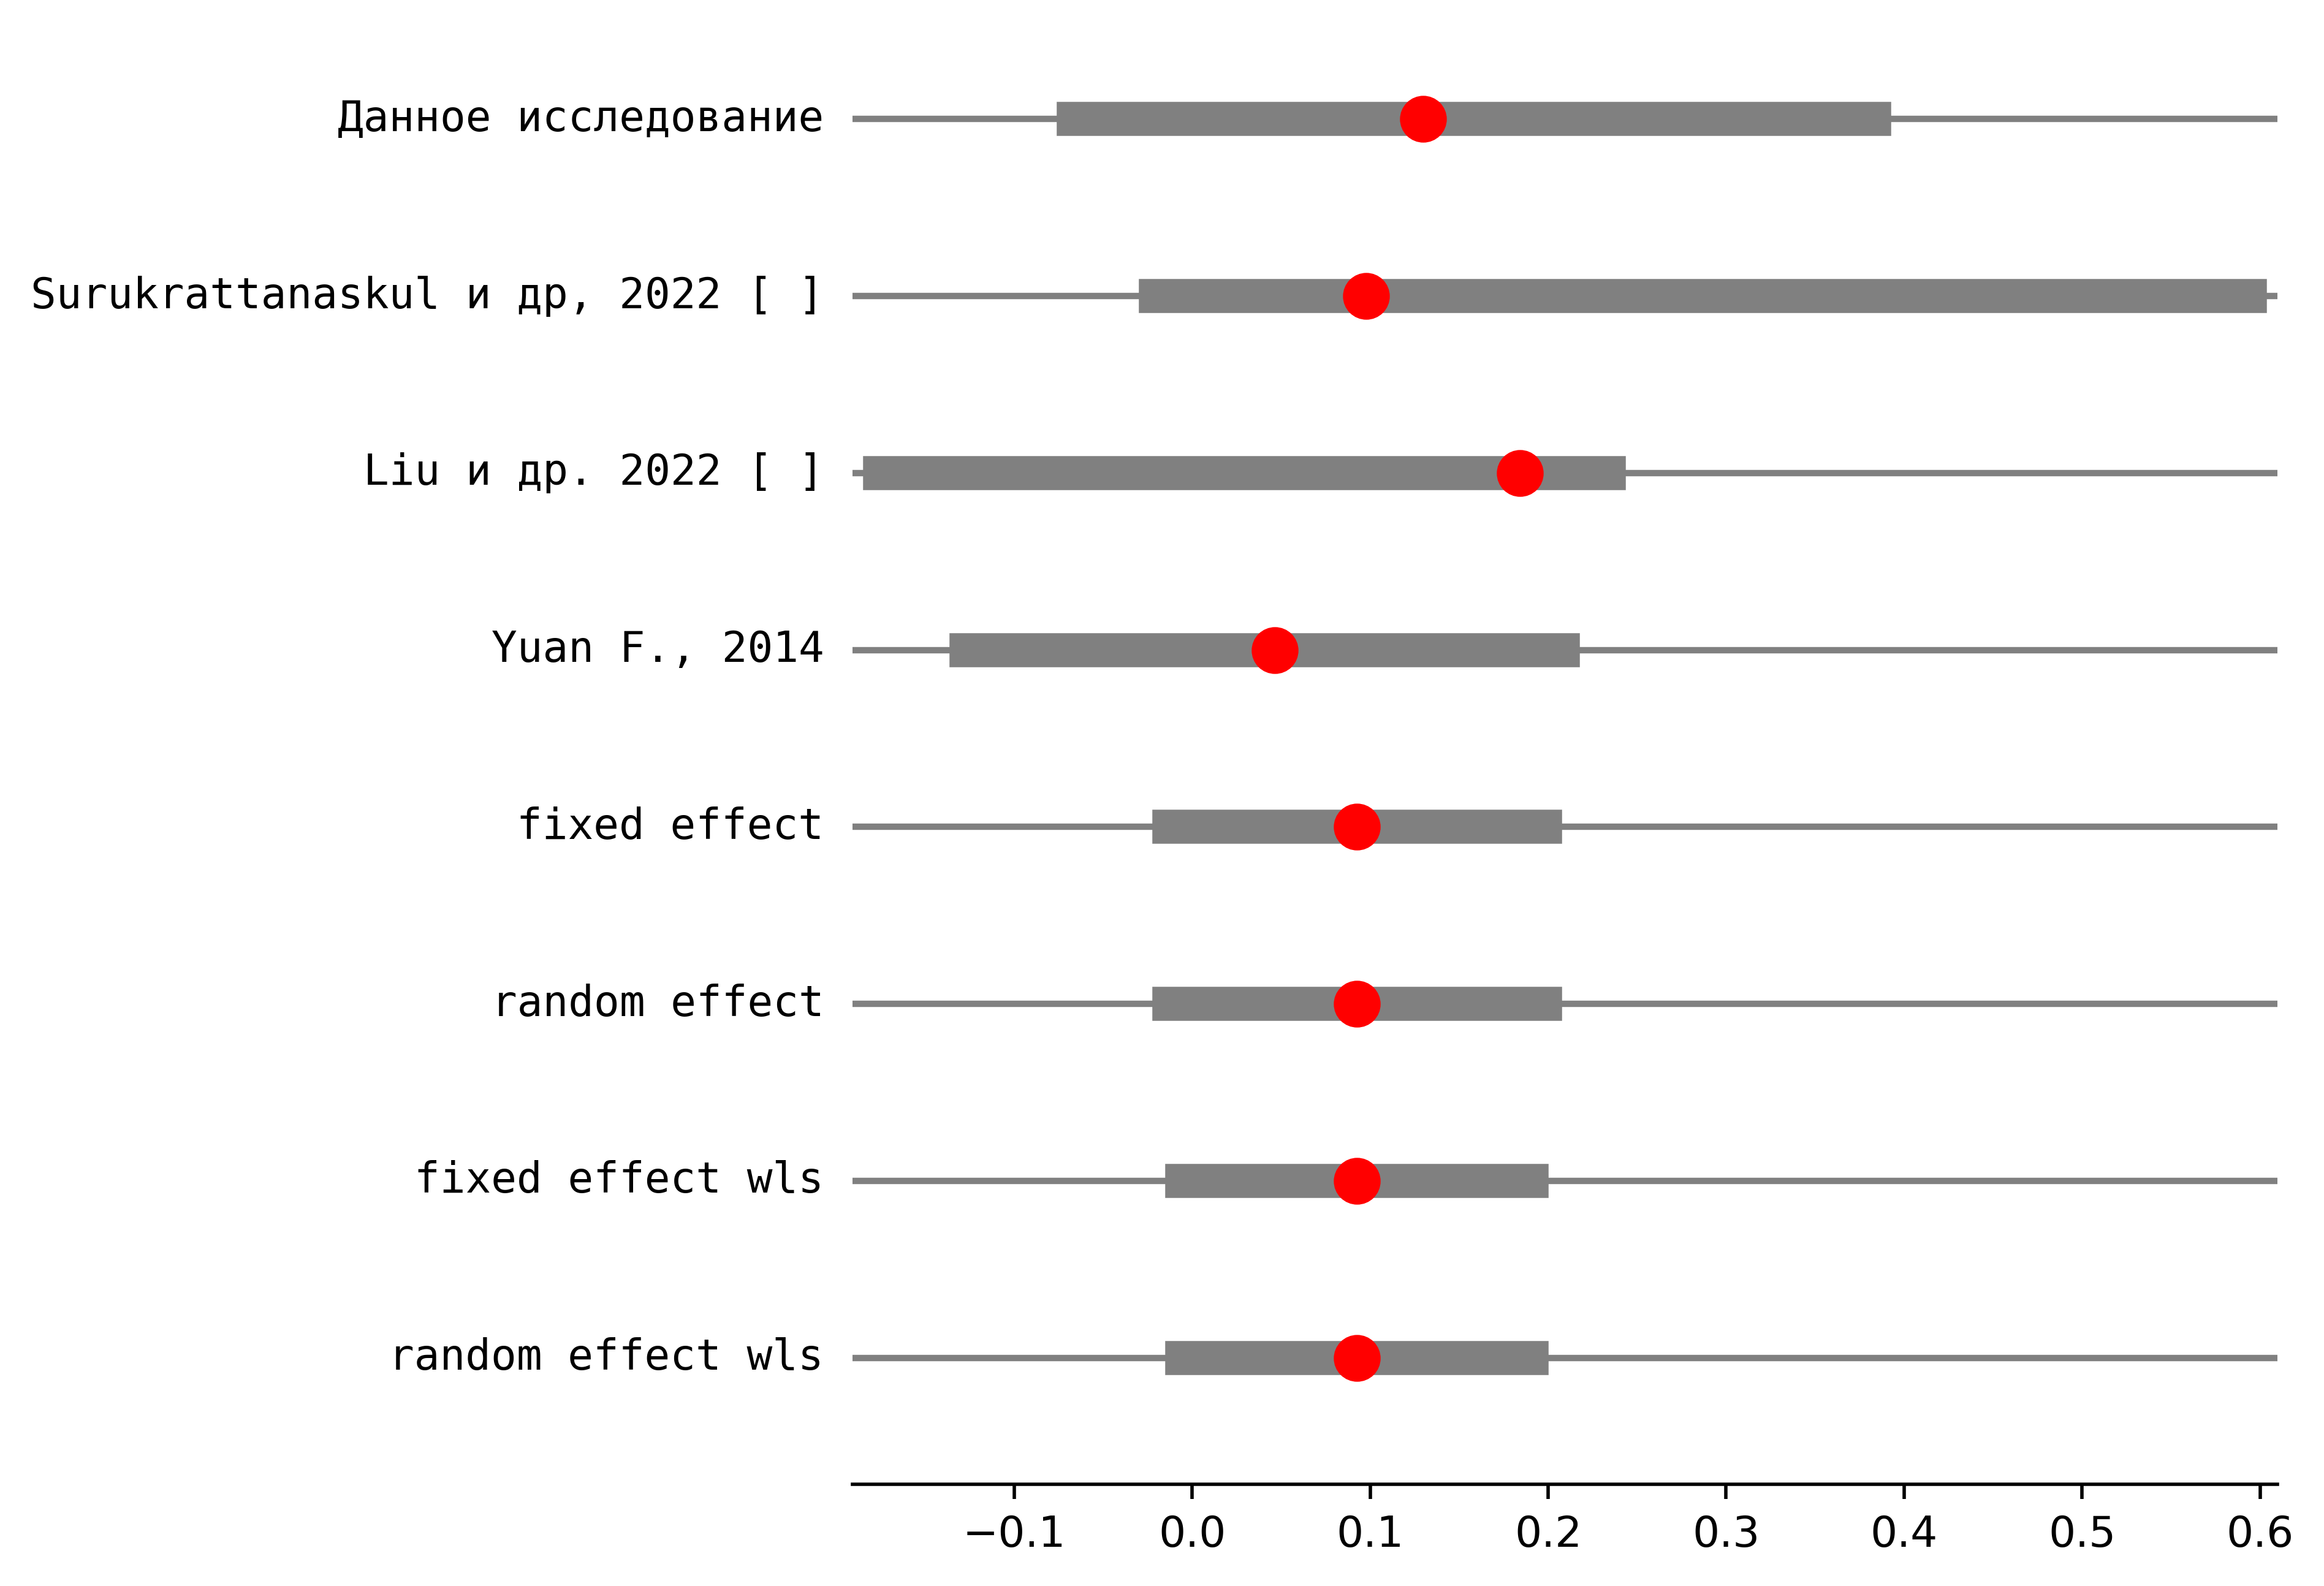 Данное исследование
Surukrattanaskul и др, 2022 [ ]
Liu и др. 2022 [ ]
Yuan F., 2014
fixed effect
random effect
fixed effect wls
random effect wls
−0.1 0.0 0.1 0.2 0.3 0.4 0.5 0.6